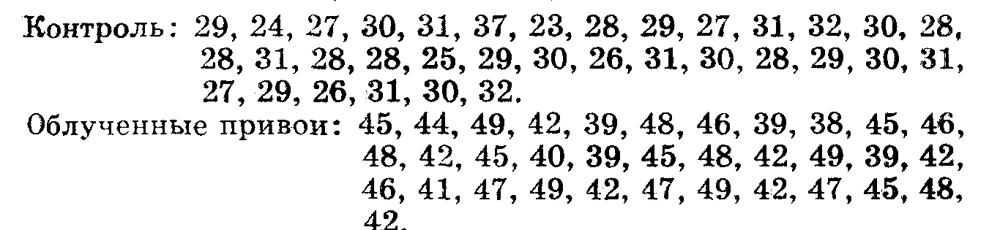 Контроль: 29, 24, 27, 30, 31, 37, 23, 28, 29, 27, 31, 32, 30, 28,
28, 31, 28, 28, 25, 29, 30, 26, 31, 30, 28, 29, 30, 31,
27, 29, 26, 31, 30, 32.
Облученные привои: 45, 44, 49, 42, 39, 48, 46, 39, 38, 45, 46,
48, 42, 45, 40, 39, 45, 48, 42, 49, 39, 42,
46, 41, 47, 49, 42, 47, 49, 42, 47, 45, 48,
42.